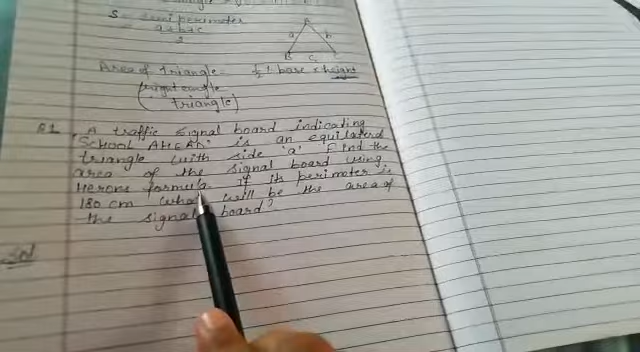 S = semi perimeter
= a+b+c
2
a b
B C
Area of triangle = 1/2 × base × height
(right angle
triangle)
Q1. A traffic signal board indicating
'SCHOOL AHEAD' is an equilateral
triangle with side 'a'. Find the
area of the signal board using
Herons formula. If its perimeter is
180 cm what will be the area of
the signal board?